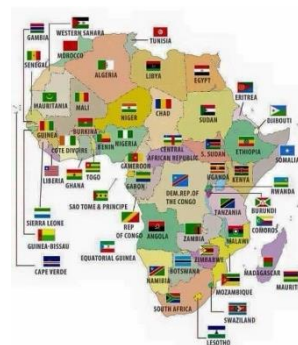 GAMBIA
WESTERN SAHARA
TUNISIA
SENEGAL
MOROCCO
ALGERIA
LIBYA
EGYPT
ERITREA
MAURITANIA
MALI
NIGER
CHAD
SUDAN
DJIBOUTI
GUINEA
BURKINA
BENIN
NIGERIA
COTE DIVOIRE
CENTRAL
AFRICAN REPUBLIC
S. SUDAN
ETHIOPIA
SOMALI
LIBERIA
GHANA
TOGO
CAMEROON
UGANDA
KENYA
GABON
DEM.REP.OF
THE CONGO
RWANDA
SAO TOME & PRINCIPE
TANZANIA
BURUNDI
SIERRA LEONE
REP
OF CONGO
COMOROS
GUINEA-BISSAU
ANGOLA
ZAMBIA
MALAWI
CAPE VERDE
EQUATORIAL GUINEA
ZIMBABWE
MADAGASCAR
NAMIBIA
BOTSWANA
MAURIT
MOZAMBIQUE
SOUTH AFRICA
SWAZILAND
LESOTHO